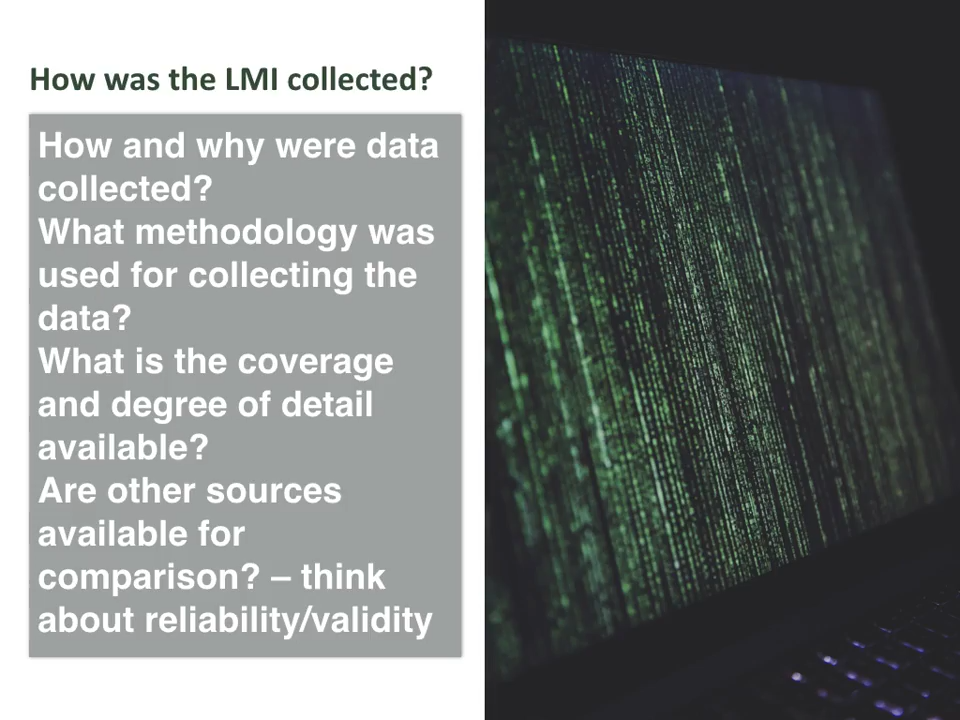 How was the LMI collected?
How and why were data
collected?
What methodology was
used for collecting the
data?
What is the coverage
and degree of detail
available?
Are other sources
available for
comparison? – think
about reliability/validity